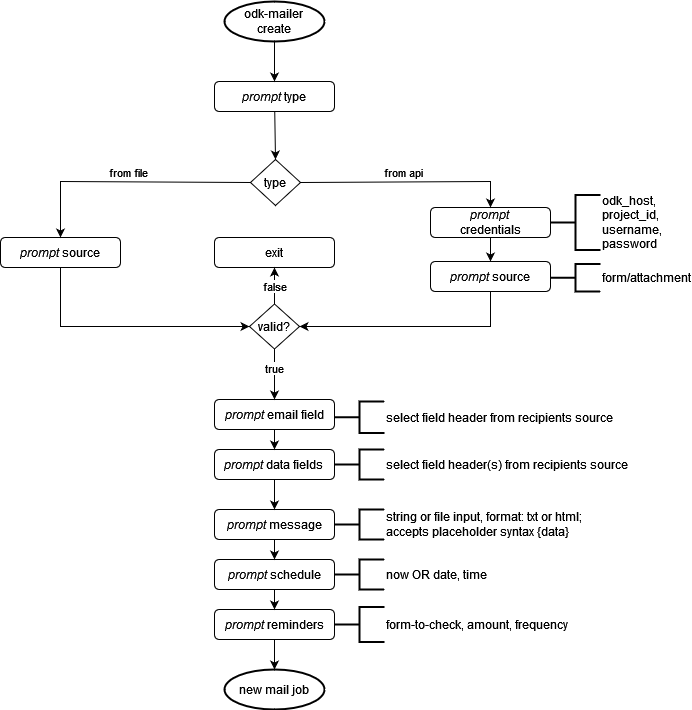 odk-mailer
create
prompt type
from file
type
from api
prompt
credentials
odk_host,
project_id,
username,
password
prompt source
exit
prompt source
form/attachment
false
valid?
true
prompt email field
select field header from recipients source
prompt data fields
select field header(s) from recipients source
prompt message
string or file input, format: txt or html;
accepts placeholder syntax {data}
prompt schedule
now OR date, time
prompt reminders
form-to-check, amount, frequency
new mail job